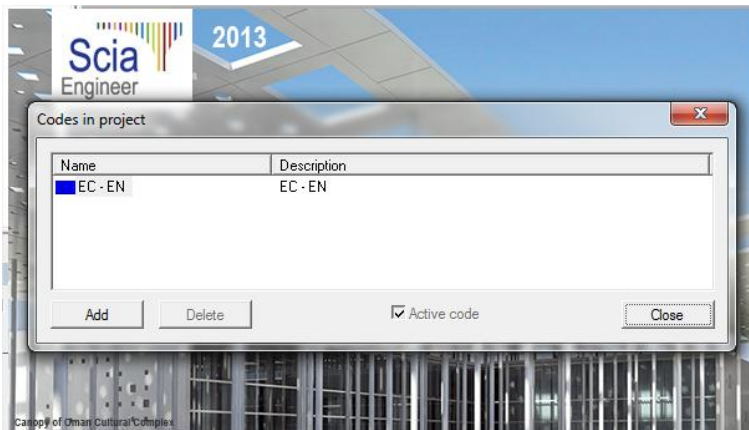 Scia
Engineer
2013
Codes in project
Name Description
EC - EN EC - EN
Add Delete Active code Close
Canopy of Oman Cultural Complex